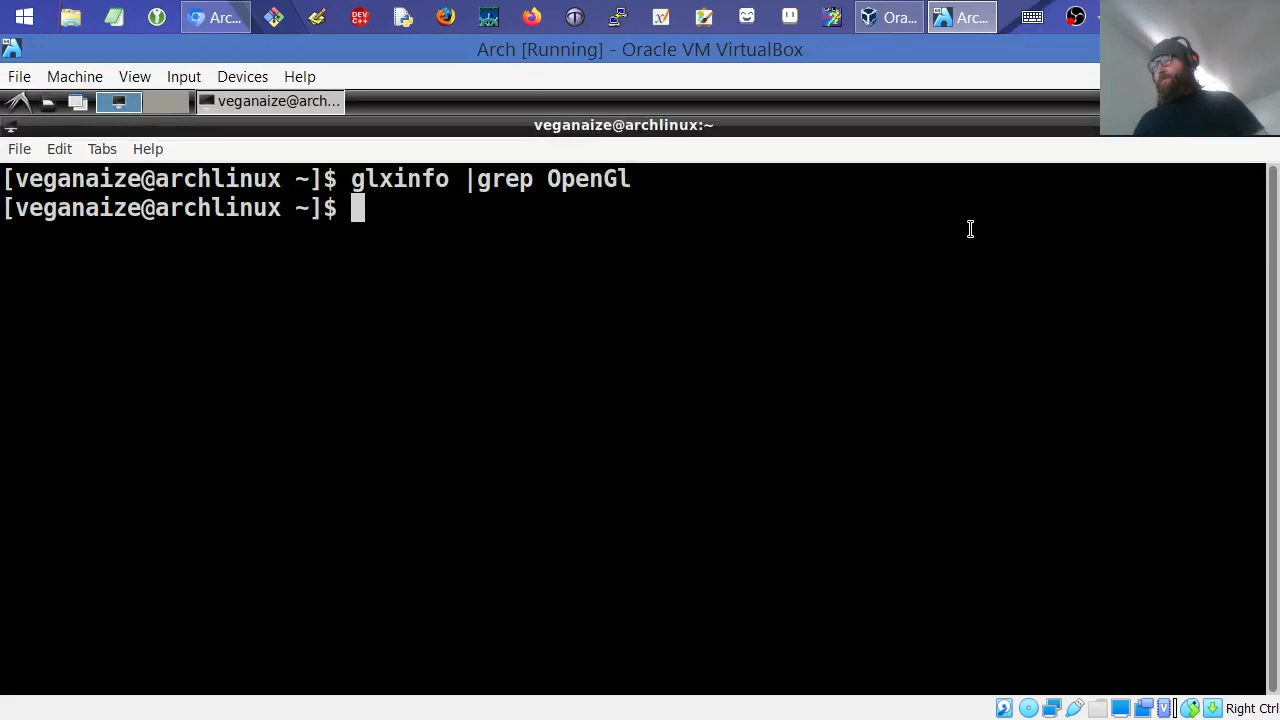 Arc...
DEV C++
Ora...
Arc...
Arch [Running] - Oracle VM VirtualBox
File Machine View Input Devices Help
veganaize@arch...
veganaize@archlinux:~
File Edit Tabs Help
[veganaize@archlinux ~]$ glxinfo |grep OpenGl
[veganaize@archlinux ~]$
Right Ctrl